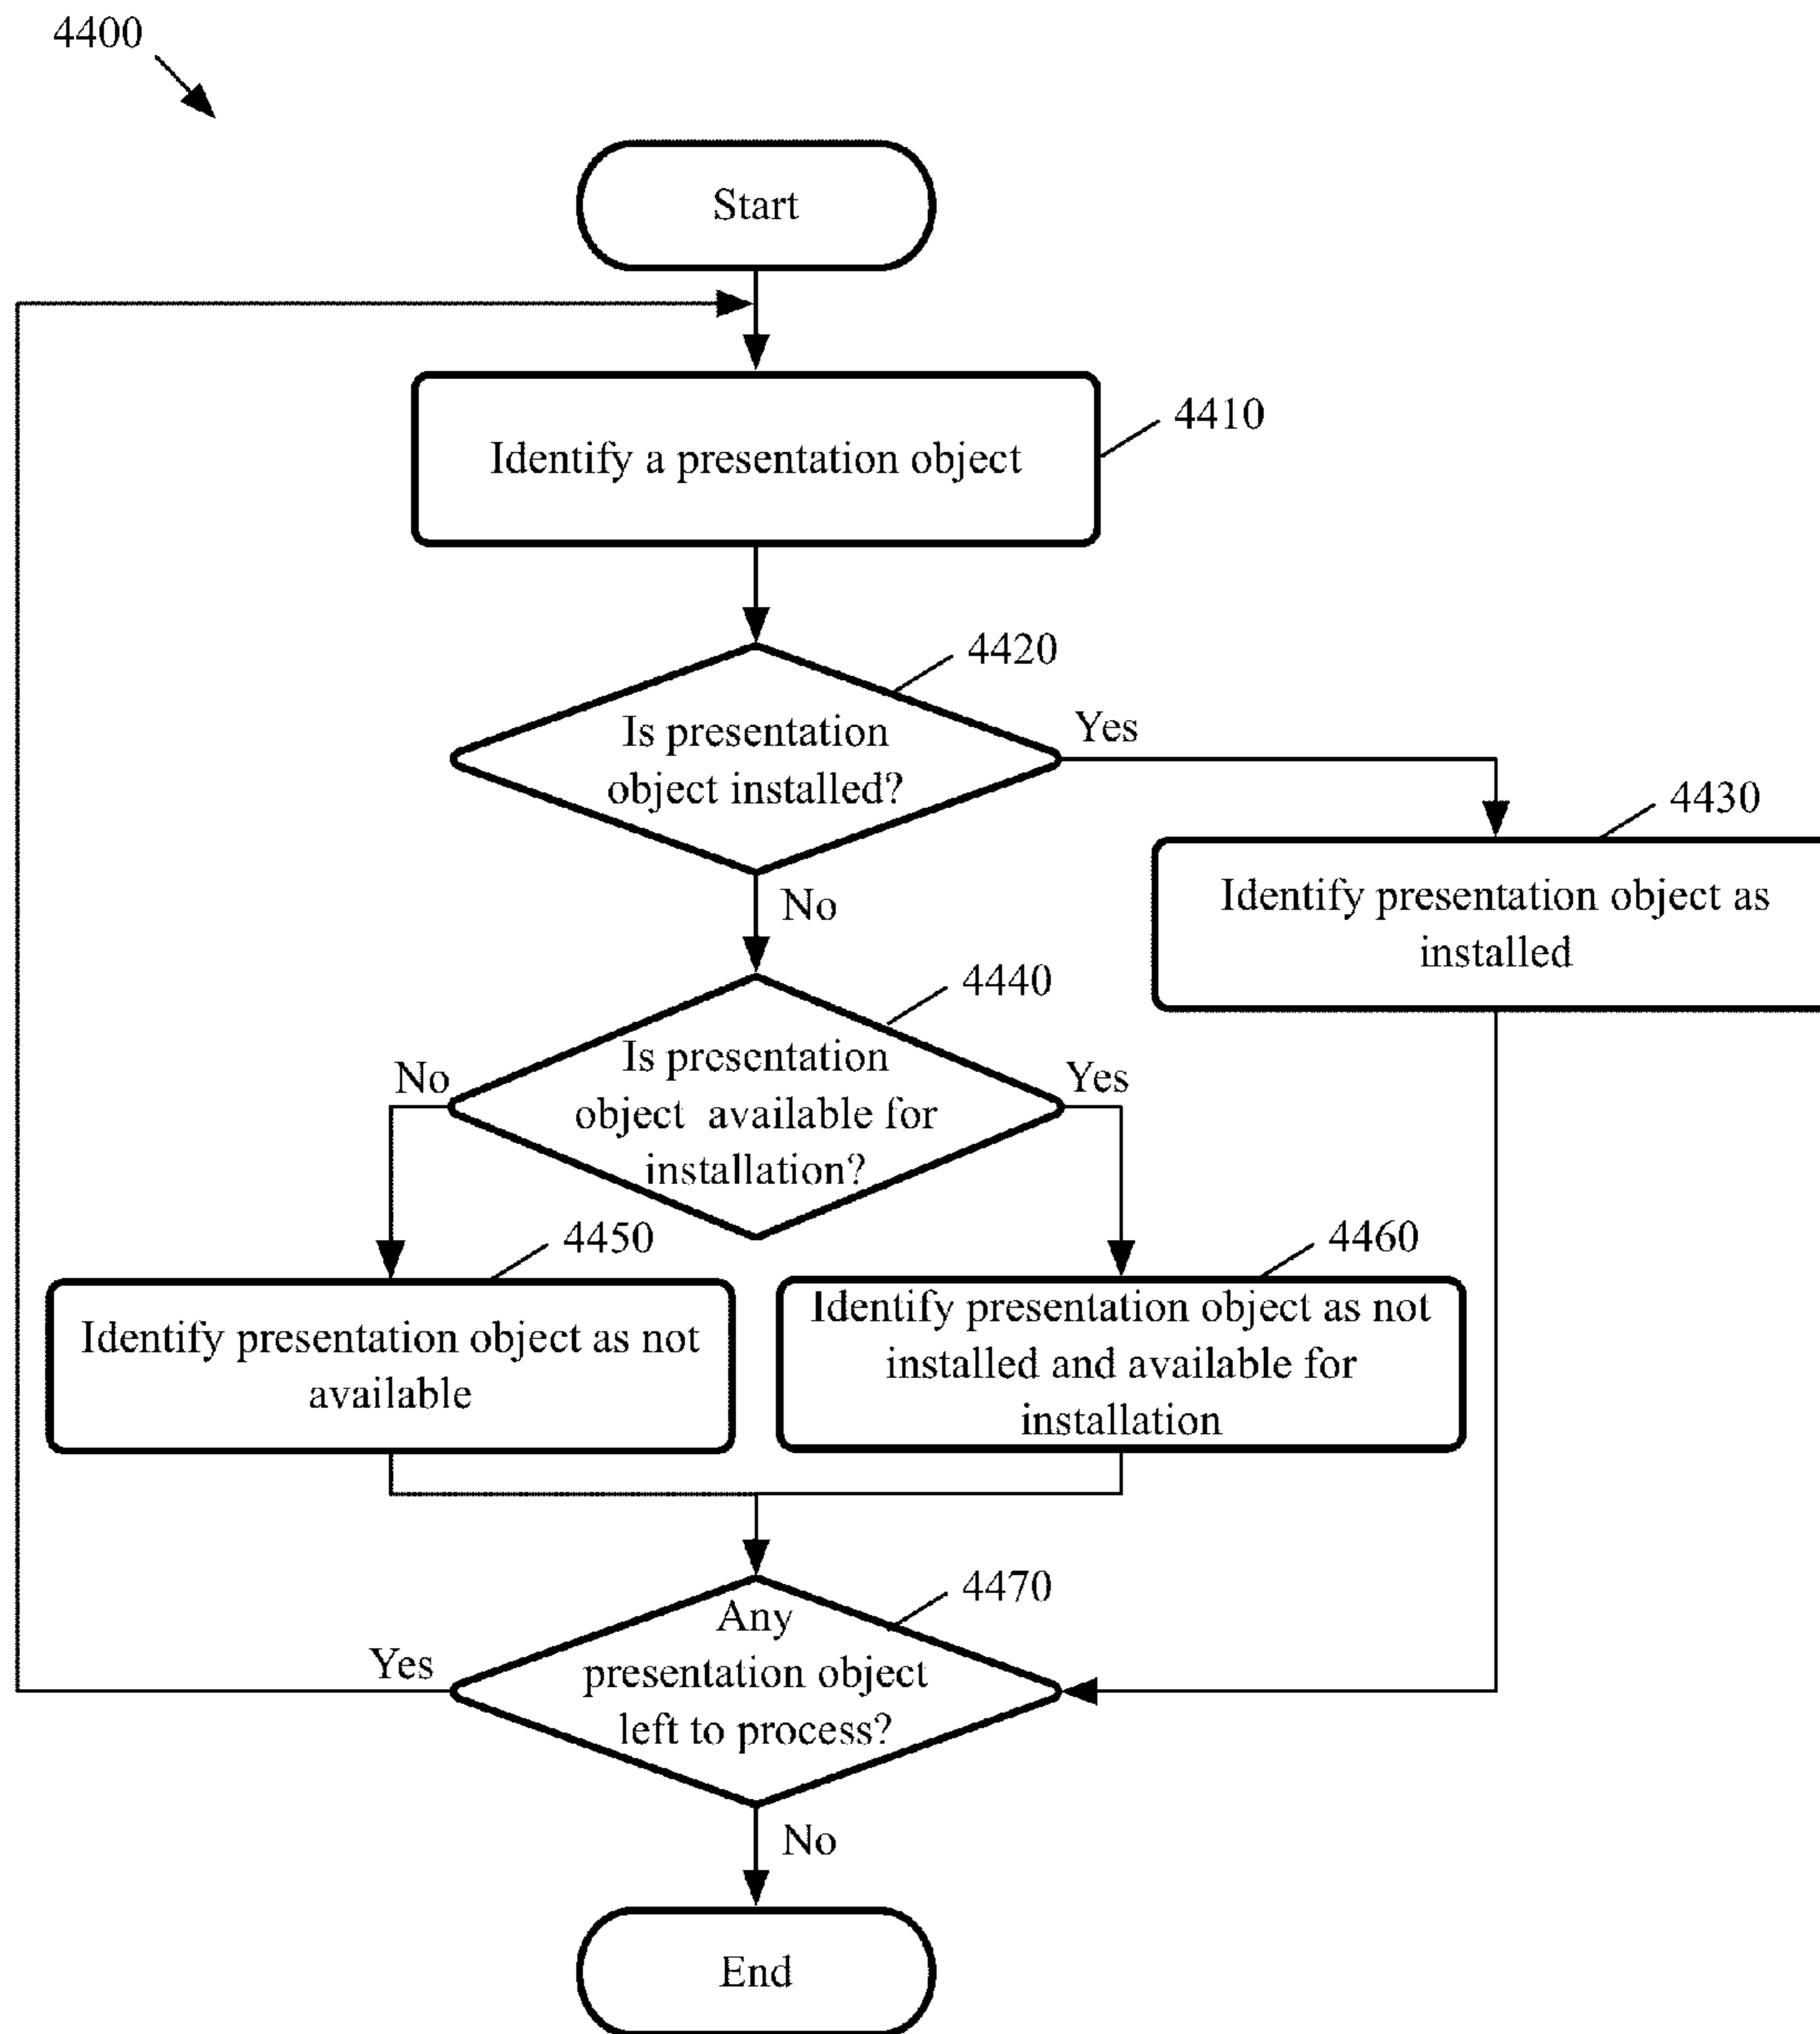 4400
Start
4410
Identify a presentation object
4420
Is presentation
object installed?
Yes
4430
Identify presentation object as
installed
No
4440
Is presentation
object available for
installation?
No
Yes
4450
Identify presentation object as not
available
4460
Identify presentation object as not
installed and available for
installation
4470
Any
presentation object
left to process?
Yes
No
End